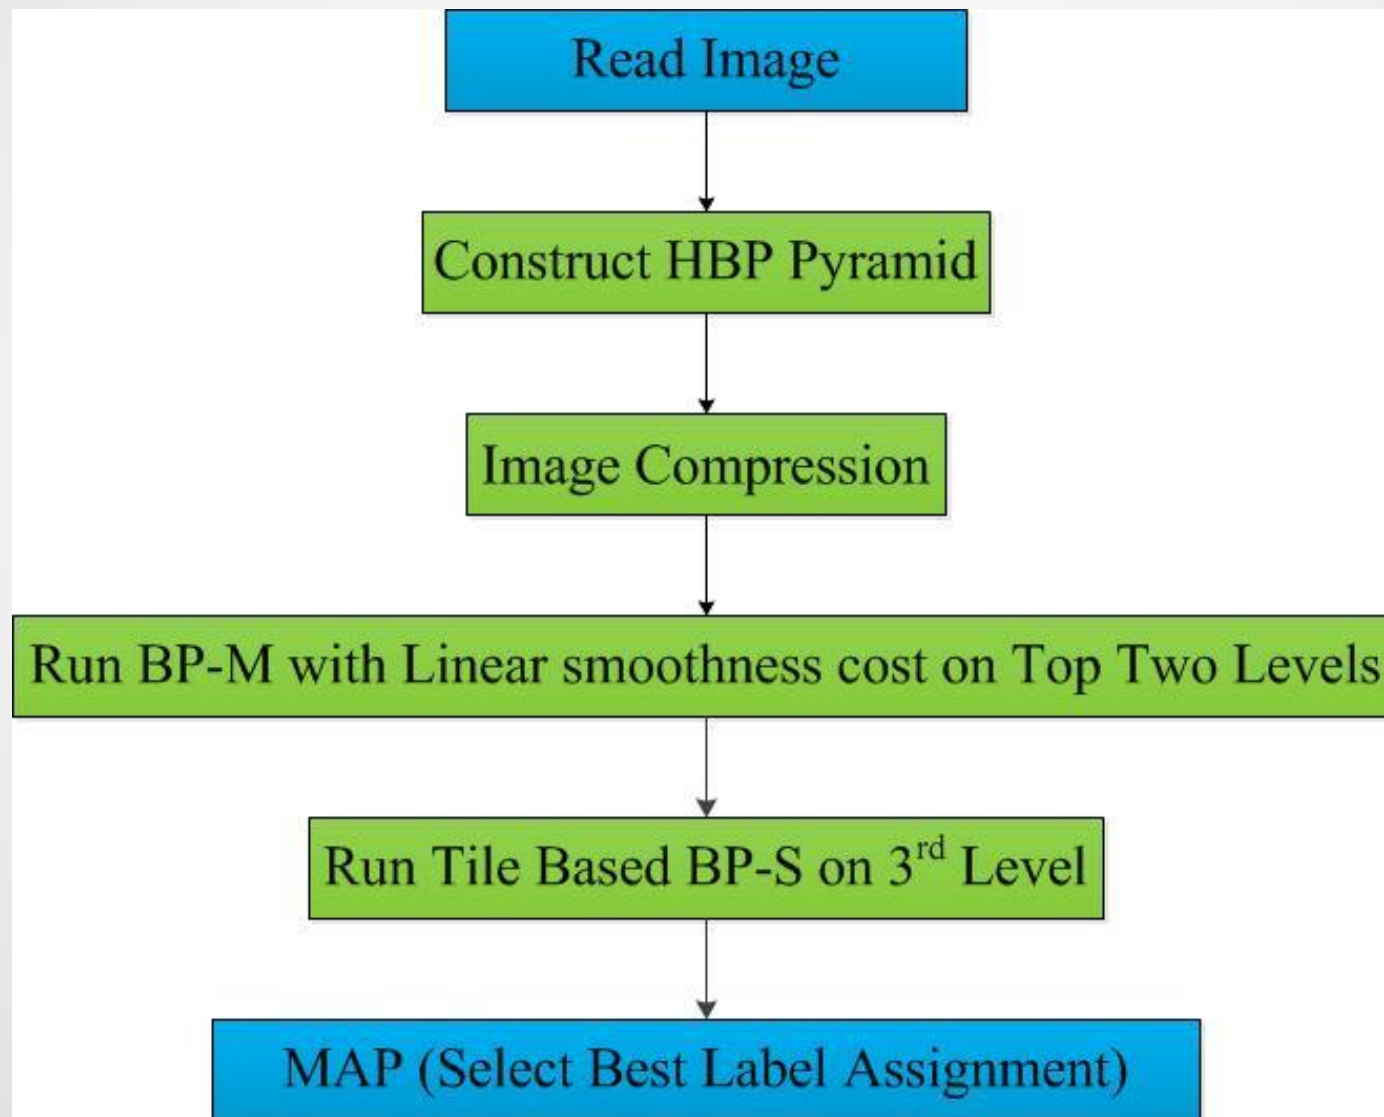 Read Image
Construct HBP Pyramid
Image Compression
Run BP-M with Linear smoothness cost on Top Two Levels
Run Tile Based BP-S on 3rd Level
MAP (Select Best Label Assignment)